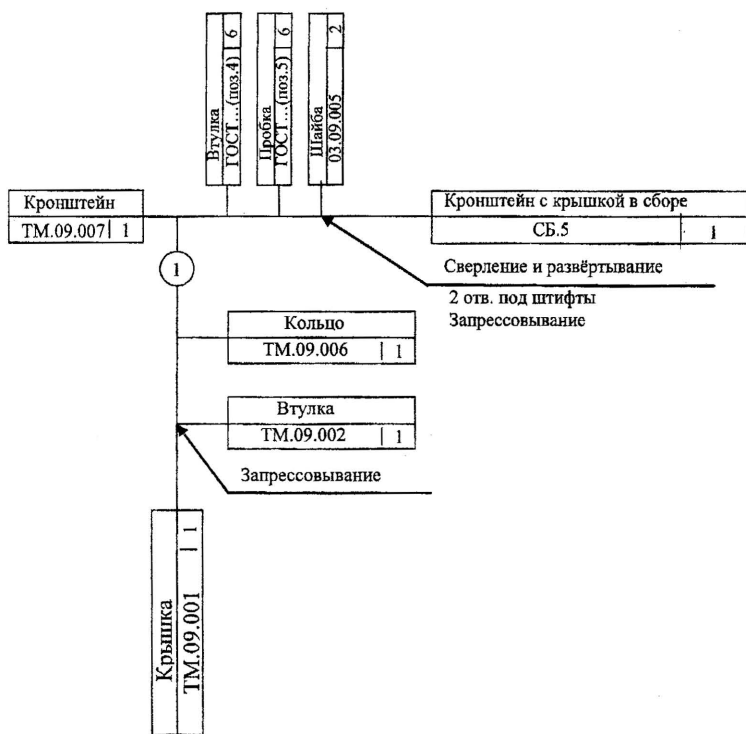 Втулка
ГОСТ...(поз.4) 6
Пробка
ГОСТ...(поз.5) 6
Шайба
03.09.005 2
Кронштейн
ТМ.09.007 1
Кронштейн с крышкой в сборе
СБ.5 1
1
Сверление и развёртывание
2 отв. под штифты
Запрессовывание
Кольцо
ТМ.09.006 1
Втулка
ТМ.09.002 1
Запрессовывание
Крышка
ТМ.09.001 1